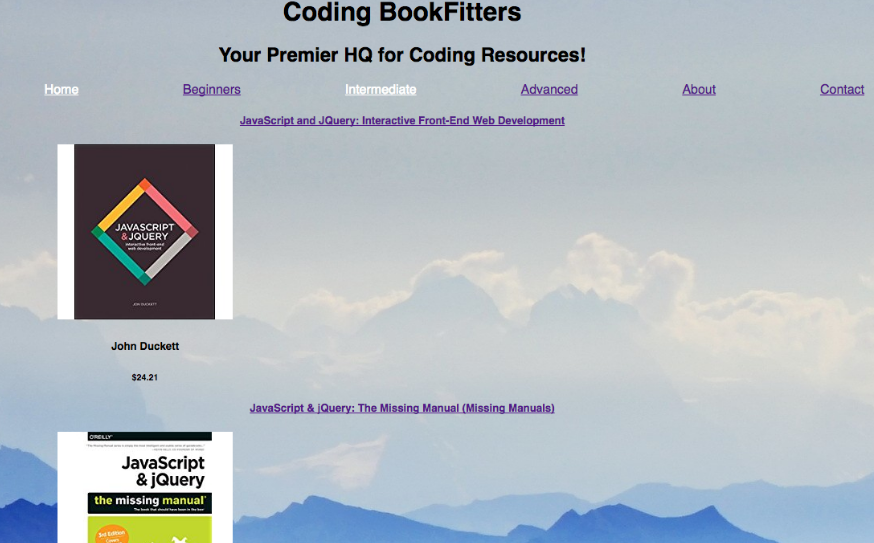 Coding BookFitters
Your Premier HQ for Coding Resources!
Home Beginners Intermediate Advanced About Contact
JavaScript and JQuery: Interactive Front-End Web Development
JAVASCRIPT
& JQUERY
interactive front-end
web development
JON DUCKETT
John Duckett
$24.21
JavaScript & jQuery: The Missing Manual (Missing Manuals)
O'REILLY
JavaScript
& jQuery
the missing manual
The book that should have been in the box
3rd Edition